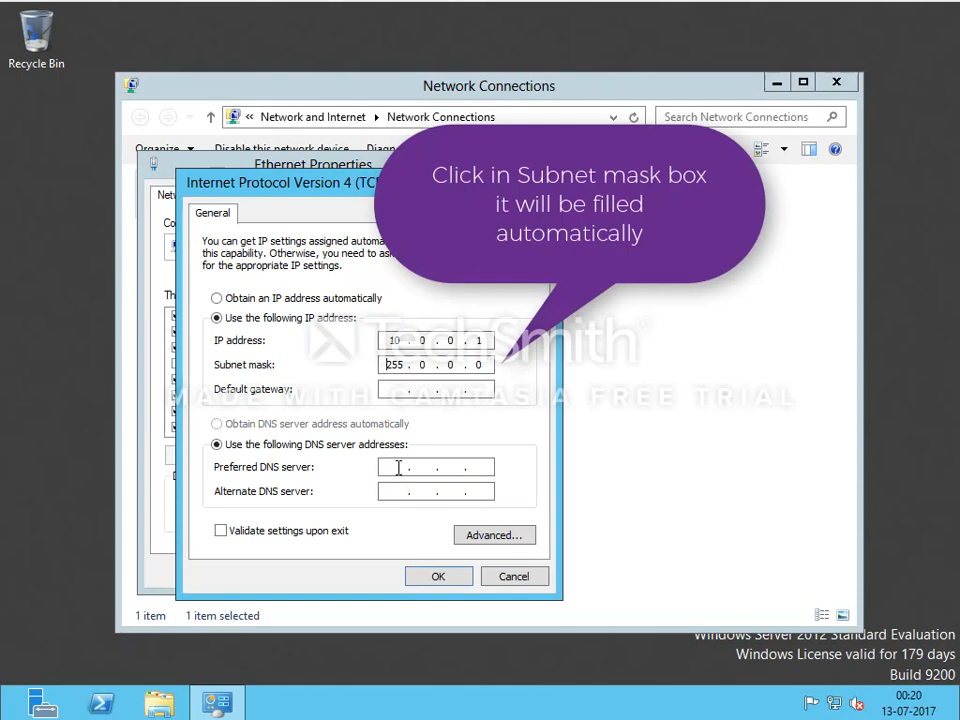 Recycle Bin
Network Connections
« Network and Internet Network Connections
Search Network Connections
Organize Disable this network device
Ethernet Properties
Click in Subnet mask box
it will be filled
automatically
Internet Protocol Version 4 (TCP
General
You can get IP settings assigned
this capability. Otherwise, you need to
for the appropriate IP settings.
Obtain an IP address automatically
Use the following IP address:
IP address: 10 . 0 . 0 . 1
Subnet mask: 255 . 0 . 0 . 0
Default gateway: . . .
TechSmith
MADE WITH CAMTASIA FREE TRIAL
Obtain DNS server address automatically
Use the following DNS server addresses:
Preferred DNS server: . . .
Alternate DNS server: . . .
Validate settings upon exit
Advanced...
OK Cancel
1 item 1 item selected
Windows Server 2012 Standard Evaluation
Windows License valid for 179 days
Build 9200
00:20
13-07-2017